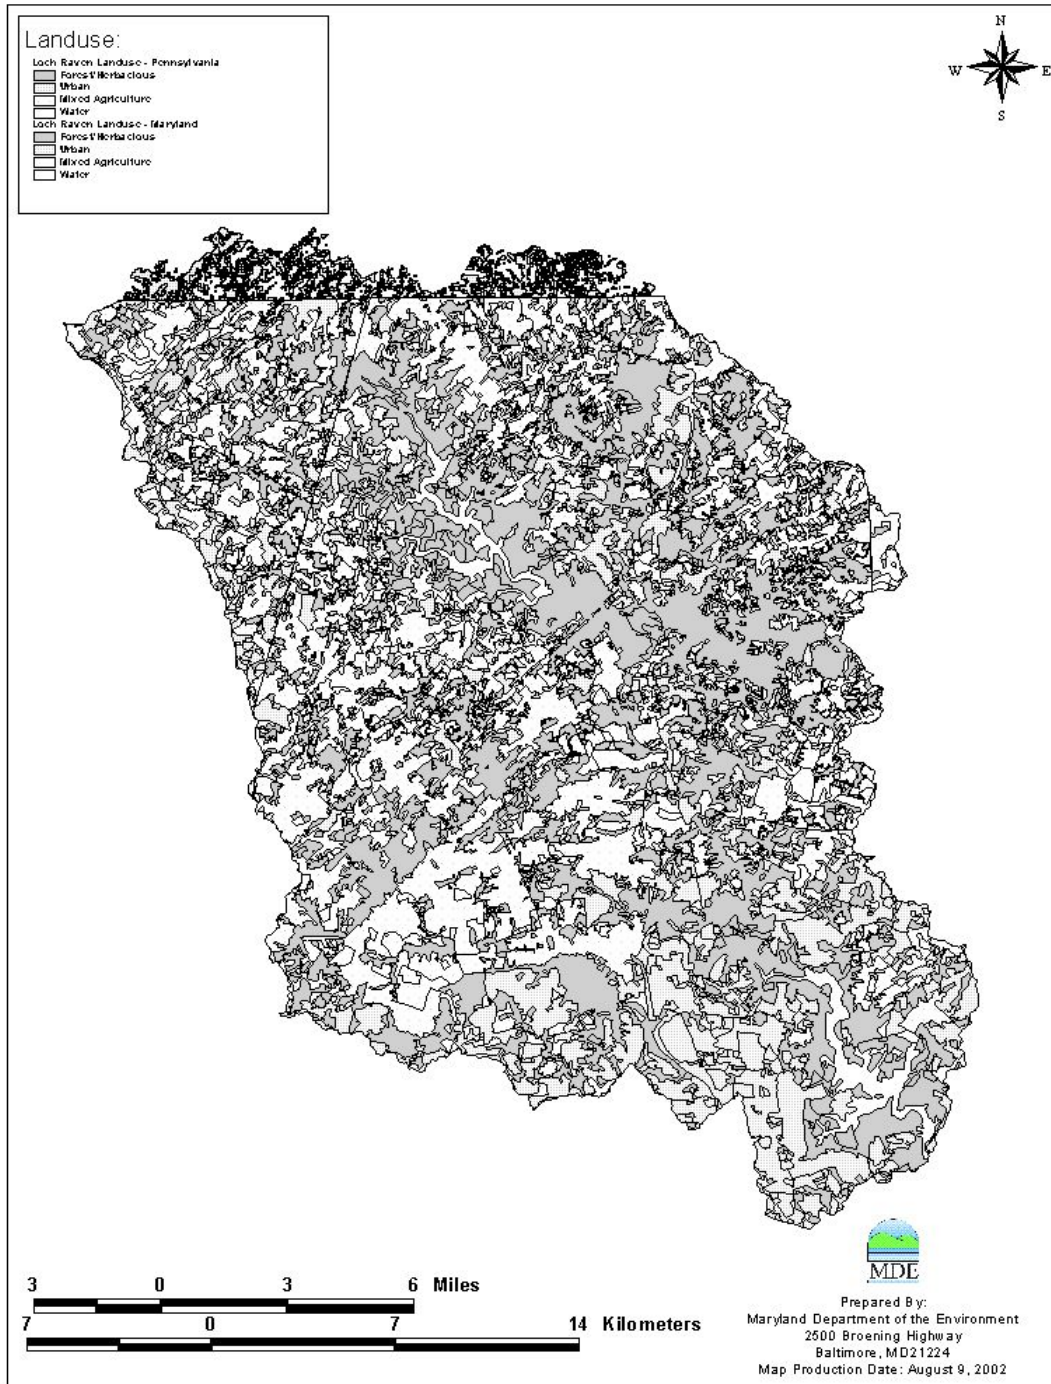 Landuse:
Loch Raven Landuse - Pennsylvania
Forest/Herbacious
Urban
Mixed Agriculture
Water
Loch Raven Landuse - Maryland
Forest/Herbacious
Urban
Mixed Agriculture
Water
N
W E
S
3 0 3 6 Miles
7 0 7 14 Kilometers
MDE
Prepared By:
Maryland Department of the Environment
2500 Broening Highway
Baltimore, MD21224
Map Production Date: August 9, 2002